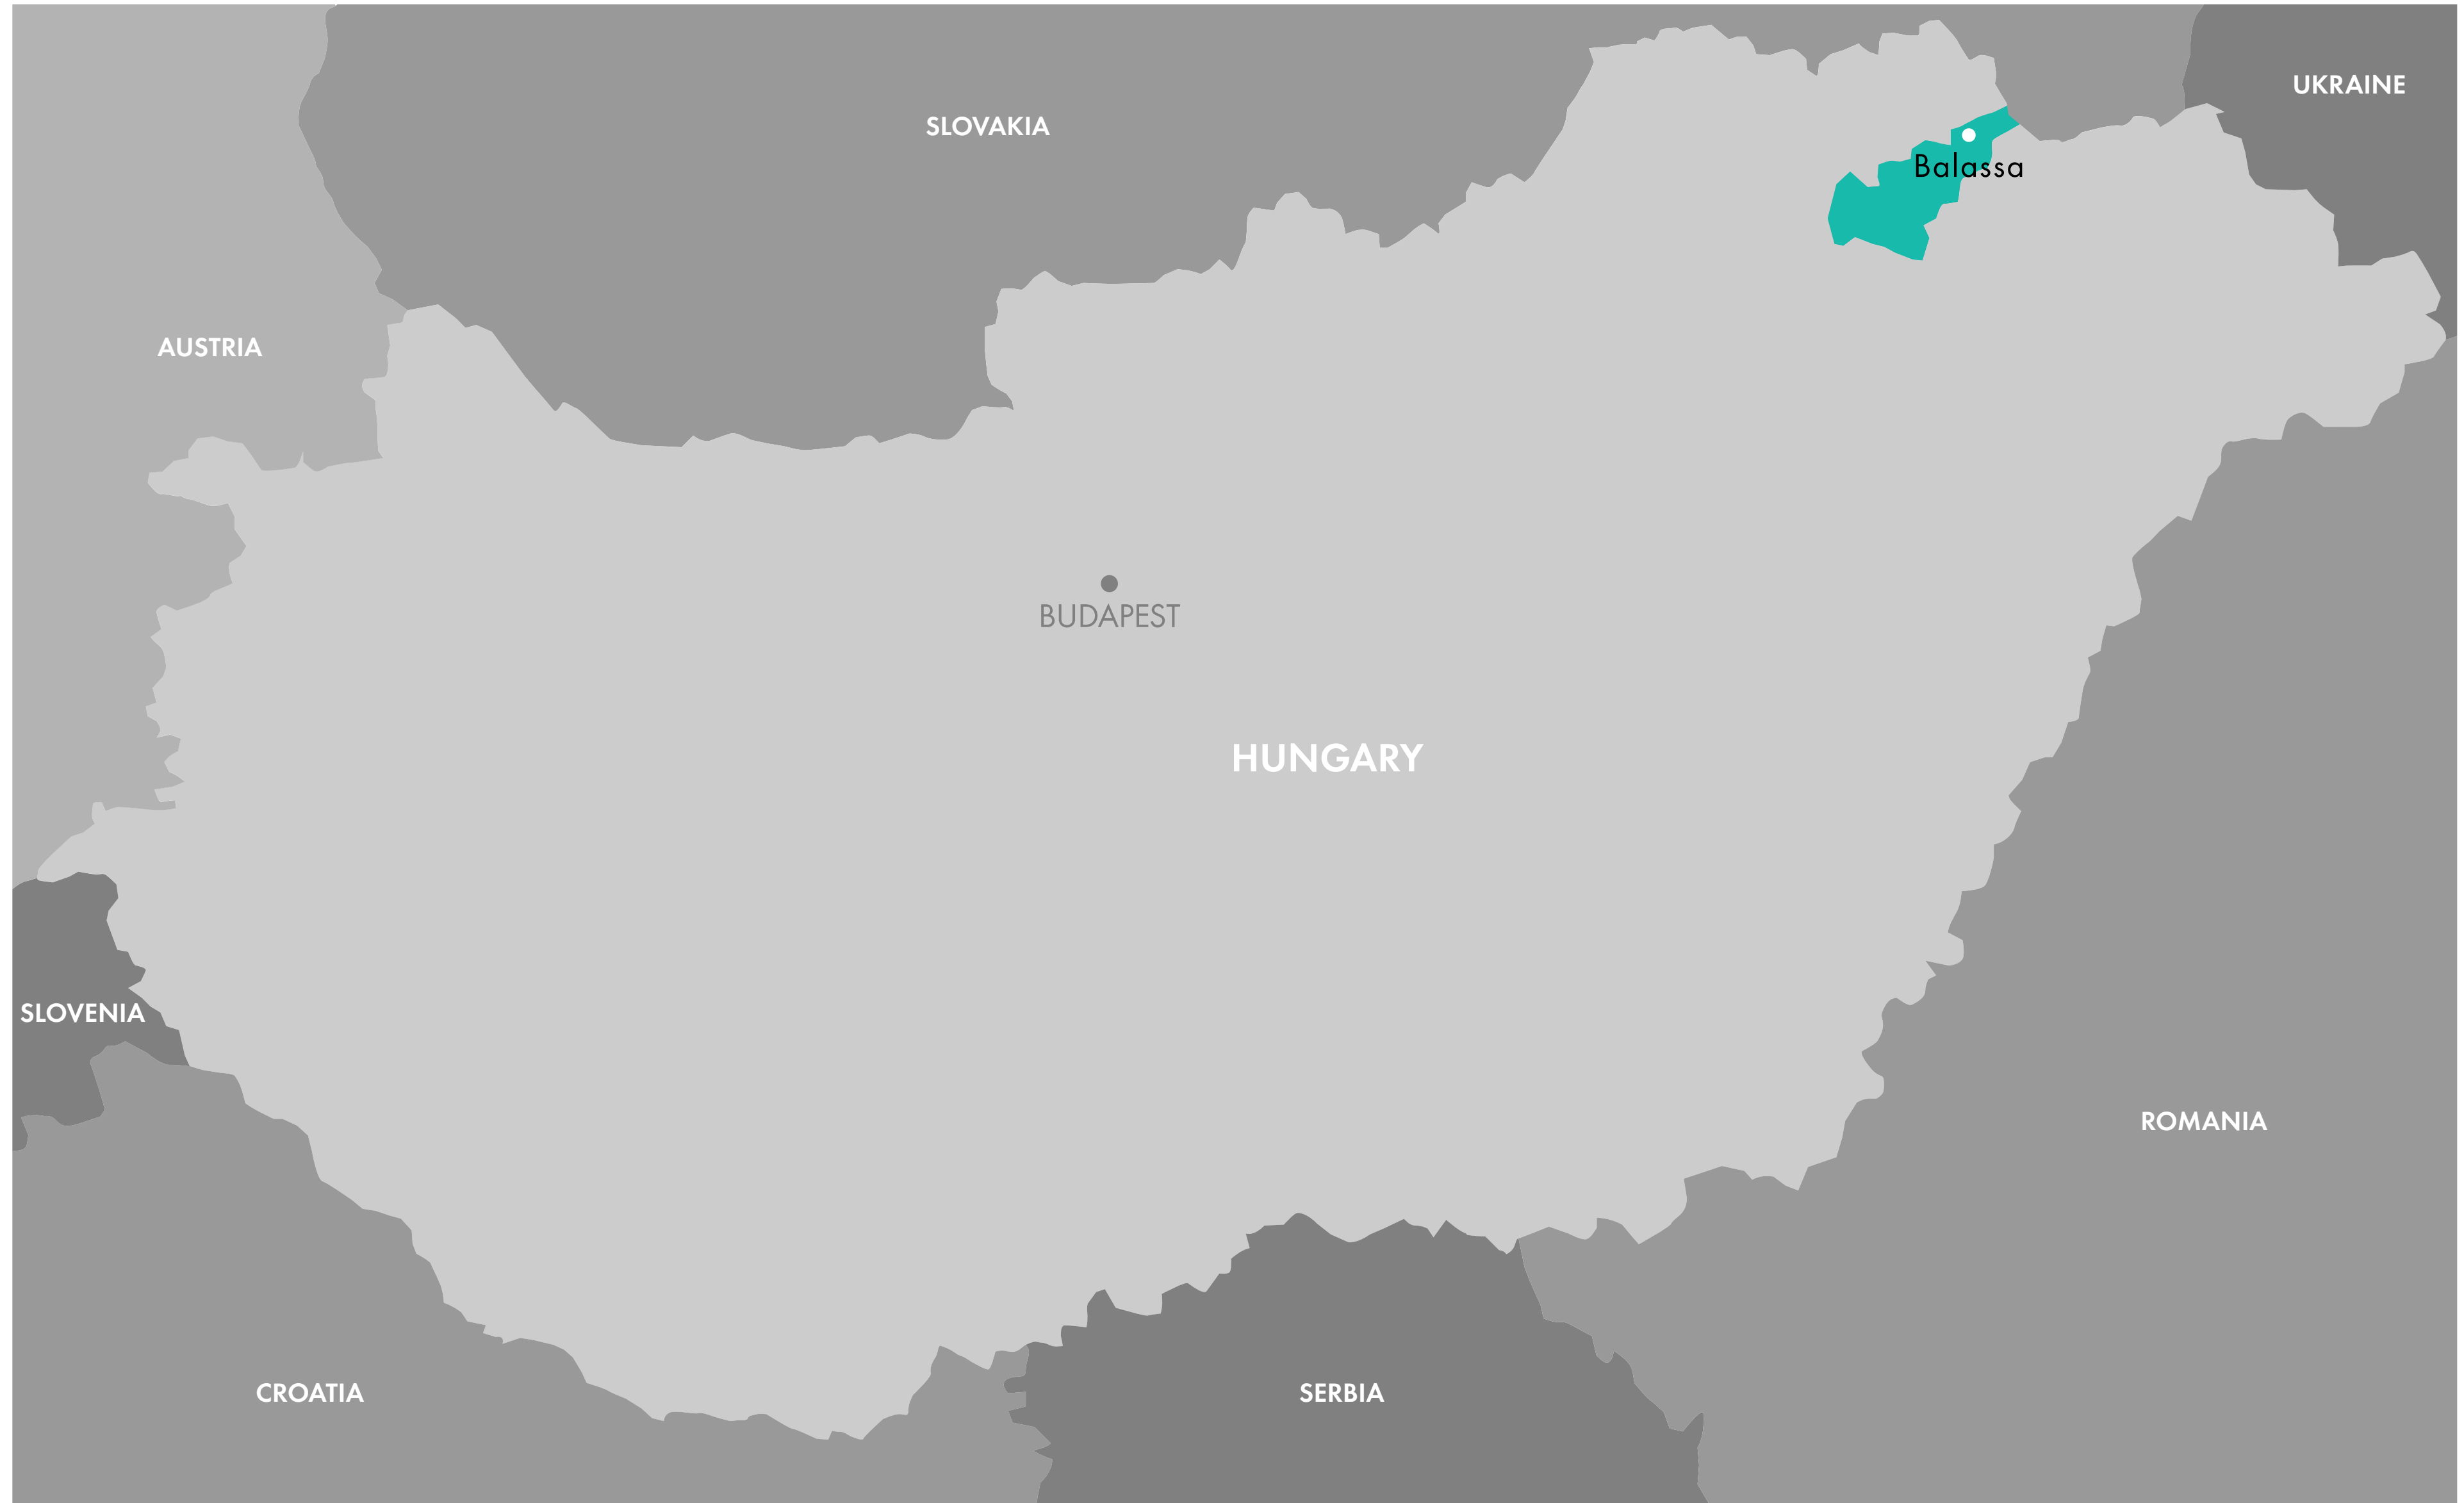 UKRAINE
SLOVAKIA
Balassa
AUSTRIA
BUDAPEST
HUNGARY
SLOVENIA
ROMANIA
CROATIA
SERBIA